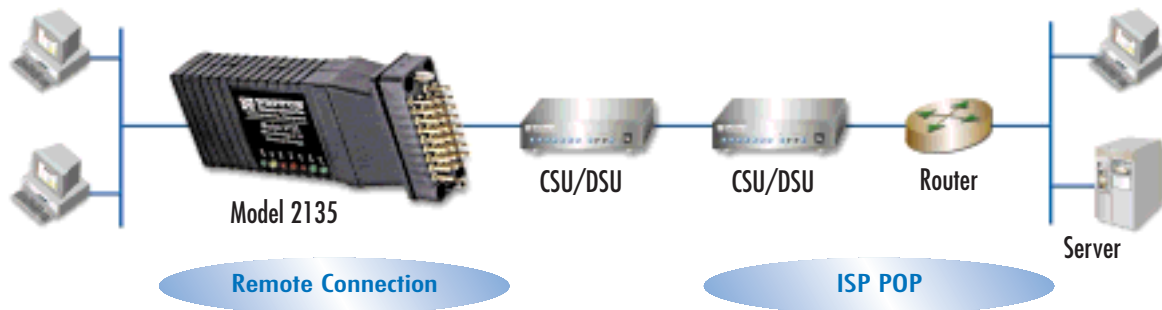 CSU/DSU
CSU/DSU
Router
Model 2135
Server
Remote Connection
ISP POP